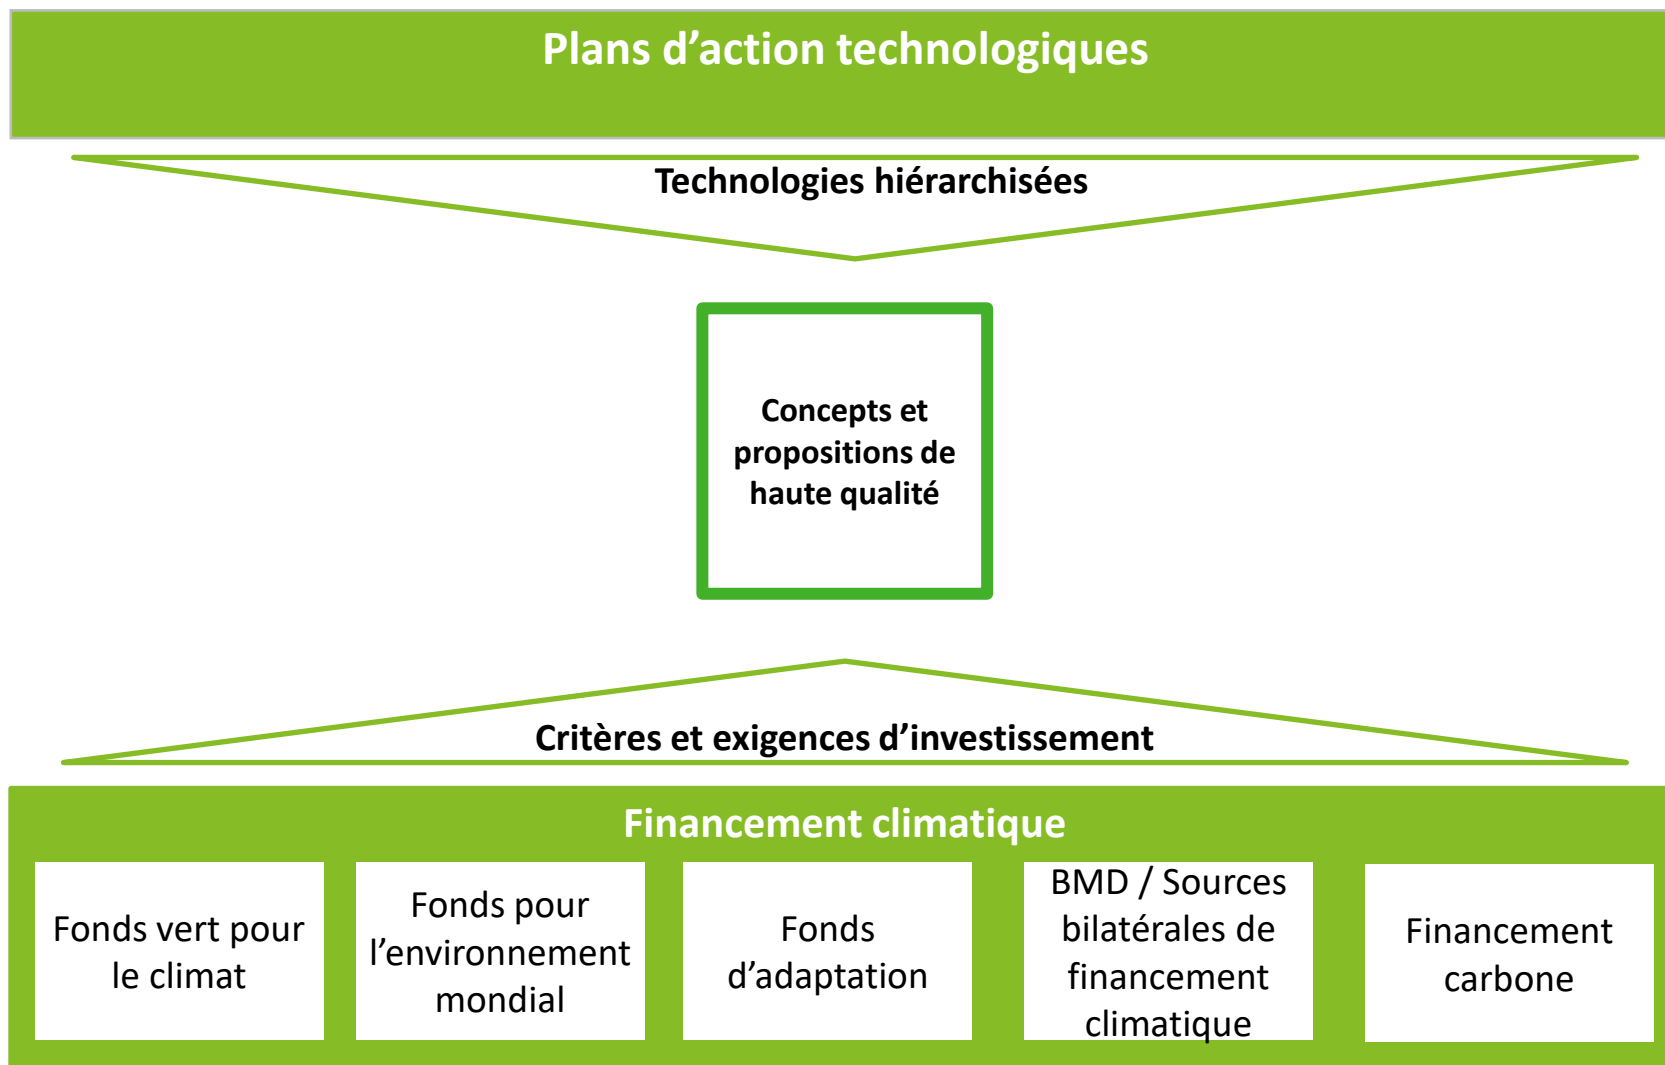 Plans d’action technologiques
Technologies hiérarchisées
Concepts et
propositions de
haute qualité
Critères et exigences d’investissement
Financement climatique
Fonds vert pour
le climat
Fonds pour
l’environnement
mondial
Fonds
d’adaptation
BMD / Sources
bilatérales de
financement
climatique
Financement
carbone